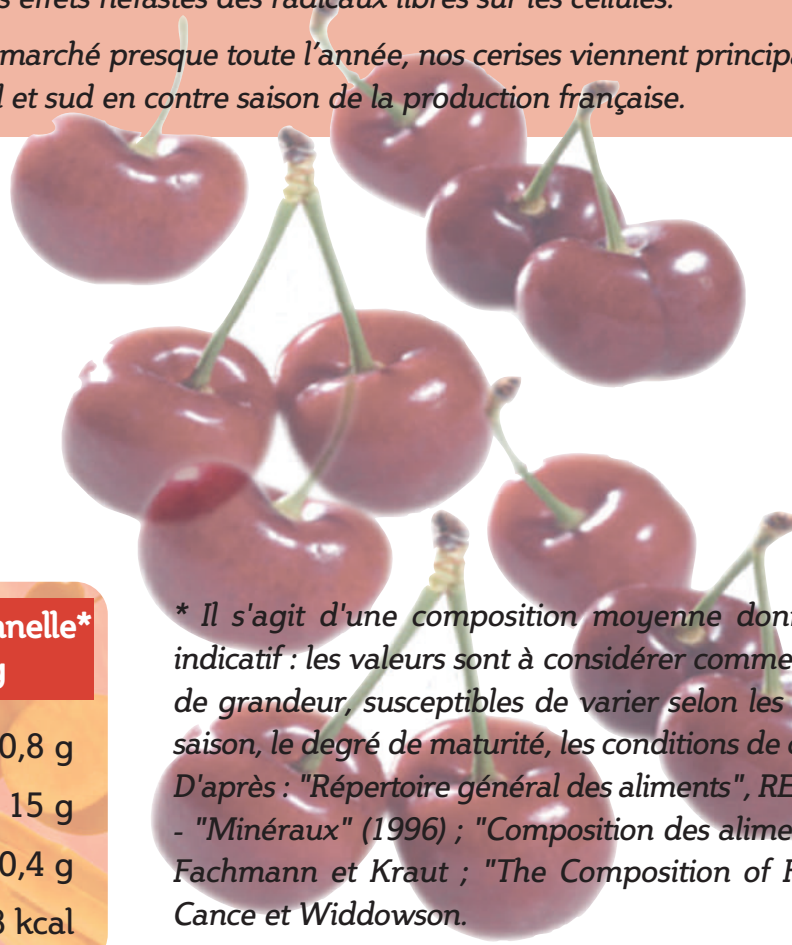 s effets néfastes des radicaux libres sur les cellules.
marché presque toute l'année, nos cerises viennent principa
et sud en contre saison de la production française.
nnelle*
g
0,8 g
15 g
0,4 g
kcal
* Il s'agit d'une composition moyenne donn
indicatif : les valeurs sont à considérer comme
de grandeur, susceptibles de varier selon les
saison, le degré de maturité, les conditions de c
D'après : "Répertoire général des aliments", RE
- "Minéraux" (1996) ; "Composition des alime
Fachmann et Kraut ; "The Composition of F
Cance et Widdowson.